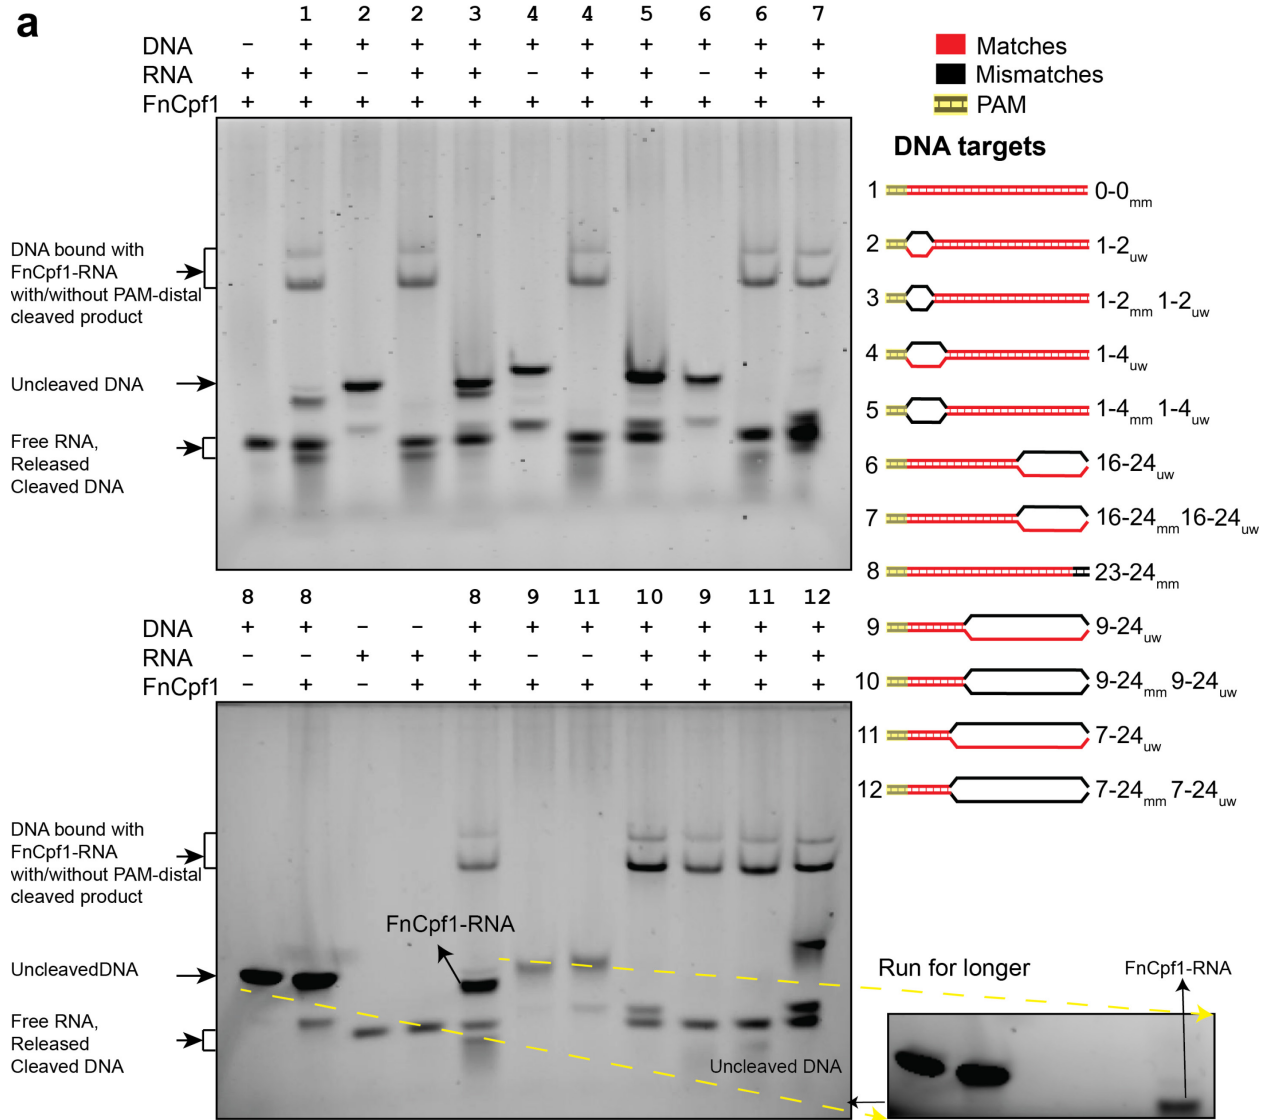 a
1 2 2 3 4 4 5 6 6 7
DNA - + + + + + + + + + +
RNA + + - + + - + + - + +
FnCpf1 + + + + + + + + + + +
DNA bound with
FnCpf1-RNA
with/without PAM-distal
cleaved product
Uncleaved DNA
Free RNA,
Released
Cleaved DNA
Matches
Mismatches
PAM
DNA targets
1 0-0mm
2 1-2uw
3 1-2mm 1-2uw
4 1-4uw
5 1-4mm 1-4uw
6 16-24uw
7 16-24mm16-24uw
8 23-24mm
9 9-24uw
10 9-24mm 9-24uw
11 7-24uw
12 7-24mm 7-24uw
8 8 8 9 11 10 9 11 12
DNA + + - - + + + + + + +
RNA - - + + + - - + + + +
FnCpf1 - + - + + + + + + + +
DNA bound with
FnCpf1-RNA
with/without PAM-distal
cleaved product
FnCpf1-RNA
UncleavedDNA
Free RNA,
Released
Cleaved DNA
Uncleaved DNA
Run for longer
FnCpf1-RNA